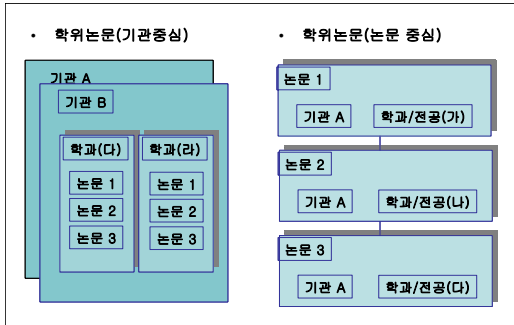 • 학위논문(기관중심)
기관 A
기관 B
학과(다)
논문 1
논문 2
논문 3
학과(라)
논문 1
논문 2
논문 3
• 학위논문(논문 중심)
논문 1
기관 A
학과/전공(가)
논문 2
기관 A
학과/전공(나)
논문 3
기관 A
학과/전공(다)